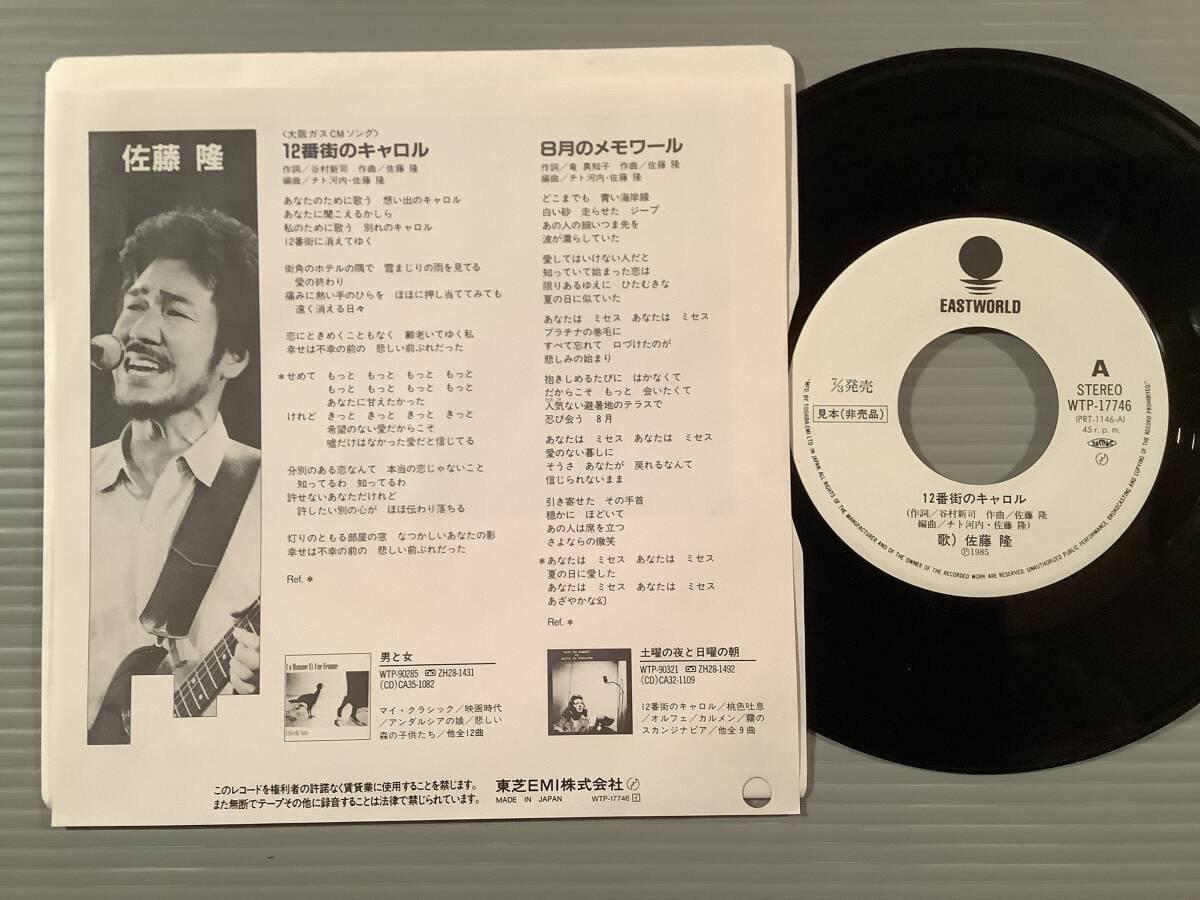 佐藤 隆
〈大阪ガスCMソング〉
12番街のキャロル
作詞／谷村新司 作曲／佐藤 隆
編曲／チト河内・佐藤 隆
あなたのために歌う 想い出のキャロル
あなたに聞こえるかしら
私のために歌う 別れのキャロル
12番街に消えてゆく
街角のホテルの隅で 雪まじりの雨を見てる
愛の終わり
痛みに熱い手のひらを ほほに押し当ててみても
遠く消える日々
恋にときめくこともなく 齢老いてゆく私
幸せは不幸の前の 悲しい前ぶれだった
*せめて もっと もっと もっと もっと
もっと もっと もっと もっと
あなたに甘えたかった
けれど きっと きっと きっと きっと
希望のない愛だからこそ
嘘だけはなかった愛だと信じてる
分別のある恋なんて 本当の恋じゃないこと
知ってるわ 知ってるわ
許せないあなただけれど
許したい別の心が ほほ伝わり落ちる
灯りのともる部屋の窓 なつかしいあなたの影
幸せは不幸の前の 悲しい前ぶれだった
Ref. *
8月のメモワール
作詞／竜 真知子 作曲／佐藤 隆
編曲／チト河内・佐藤 隆
どこまでも 青い海岸線
白い砂 走らせた ジープ
あの人の細いつま先を
波が濡らしていた
愛してはいけない人だと
知っていて始まった恋は
限りあるゆえに ひたむきな
夏の日に似ていた
あなたは ミセス あなたは ミセス
プラチナの巻毛に
すべて忘れて 口づけたのが
悲しみの始まり
抱きしめるたびに はかなくて
だからこそ もっと 会いたくて
人気ない避暑地のテラスで
忍び会う 8月
あなたは ミセス あなたは ミセス
愛のない暮しに
そうさ あなたが 戻れるなんて
信じられないまま
引き寄せた その手首
穏かに ほどいて
あの人は席を立つ
さよならの微笑
*あなたは ミセス あなたは ミセス
夏の日に愛した
あなたは ミセス あなたは ミセス
あざやかな幻
Ref. *
Un Homme Et Une Femme
Takashi Sato
男と女
WTP-90285 ZH28-1431
(CD)CA35-1082
マイ・クラシック／映画時代
／アンダルシアの娘／悲しい
森の子供たち／他全12曲
土曜の夜と日曜の朝
WTP-90321 ZH28-1492
(CD)CA32-1109
12番街のキャロル／桃色吐息
／オルフェ／カルメン／霧の
スカンジナビア／他全9曲
このレコードを権利者の許諾なく賃貸業に使用することを禁じます。
また無断でテープその他に録音することは法律で禁じられています。
東芝EMI株式会社
MADE IN JAPAN WTP-17746 イ
EASTWORLD
A
7/3発売
STEREO
WTP-17746
見本(非売品)
(PRT-1146-A)
45 r. p. m.
JASRAC
12番街のキャロル
(作詞／谷村新司 作曲／佐藤 隆
編曲／チト河内・佐藤 隆)
歌）佐藤 隆
Ⓟ1985
"MFD BY TOSHIBA-EMI LTD IN JAPAN ALL RIGHTS OF THE MANUFACTURER AND OF THE OWNER OF THE RECORDED WORK ARE RESERVED. UNAUTHORIZED PUBLIC PERFORMANCE, BROADCASTING AND COPYING OF THE RECORD PROHIBITED."